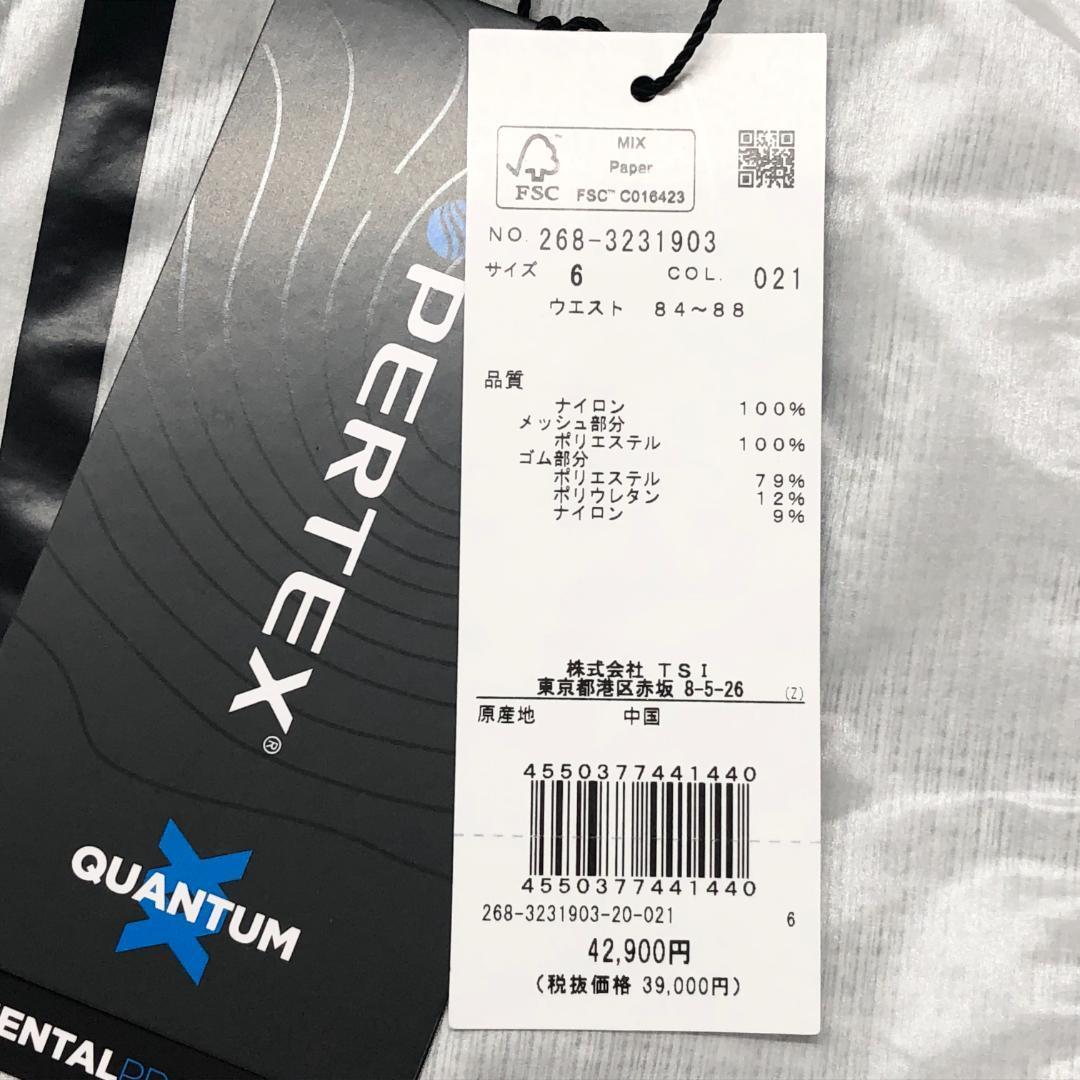 PERTEX®
QUANTUM
ENTAL
FSC™
MIX
Paper
FSC™ C016423
NO. 268-3231903
サイズ 6 COL. 021
ウエスト 84～88
品質
ナイロン 100%
メッシュ部分
ポリエステル 100%
ゴム部分
ポリエステル 79%
ポリウレタン 12%
ナイロン 9%
株式会社 TSI
東京都港区赤坂 8-5-26 (Z)
原産地 中国
4550377441440
4550377441440
268-3231903-20-021 6
42,900円
(税抜価格 39,000円)